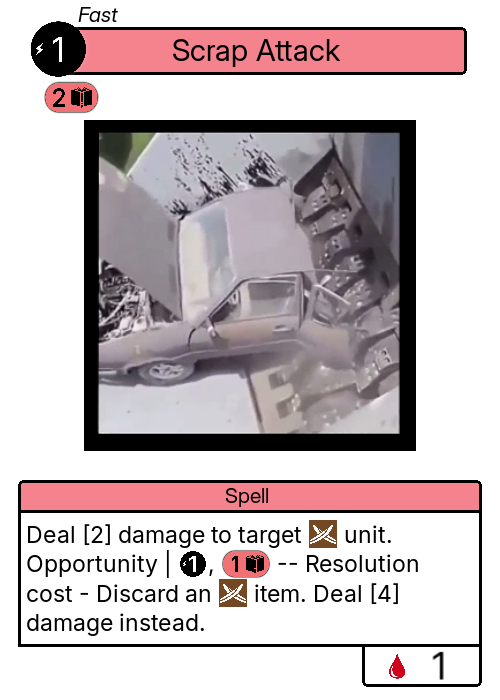 Fast
1
Scrap Attack
2
Spell
Deal [2] damage to target unit.
Opportunity | 1, 1 -- Resolution
cost - Discard an item. Deal [4]
damage instead.
1